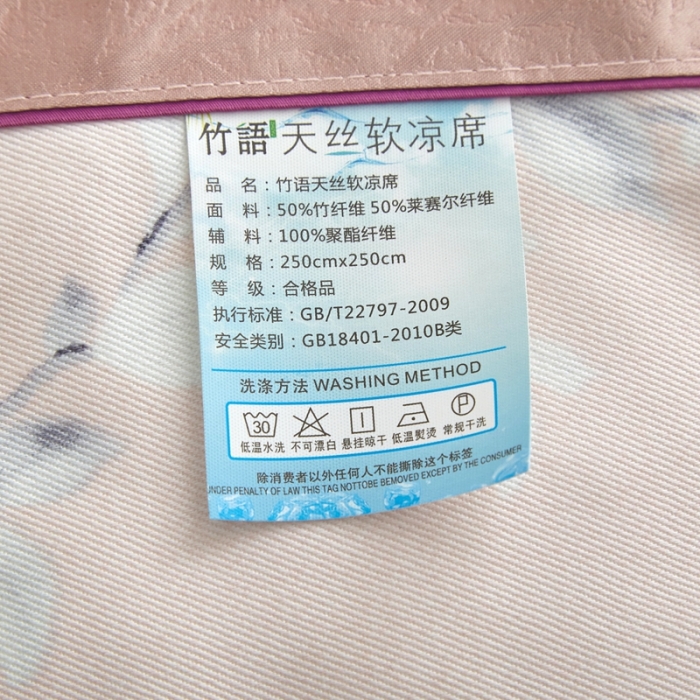 竹語 天丝软凉席
品 名：竹语天丝软凉席
面 料：50%竹纤维 50%莱赛尔纤维
辅 料：100%聚酯纤维
规 格：250cmx250cm
等 级：合格品
执行标准：GB/T22797-2009
安全类别：GB18401-2010B类
洗涤方法 WASHING METHOD
30 P
低温水洗 不可漂白 悬挂晾干 低温熨烫 常规干洗
除消费者以外任何人不能撕除这个标签
UNDER PENALTY OF LAW THIS TAG NOTTOBE BEMOVED EXCEPT BY THE CONSUMER